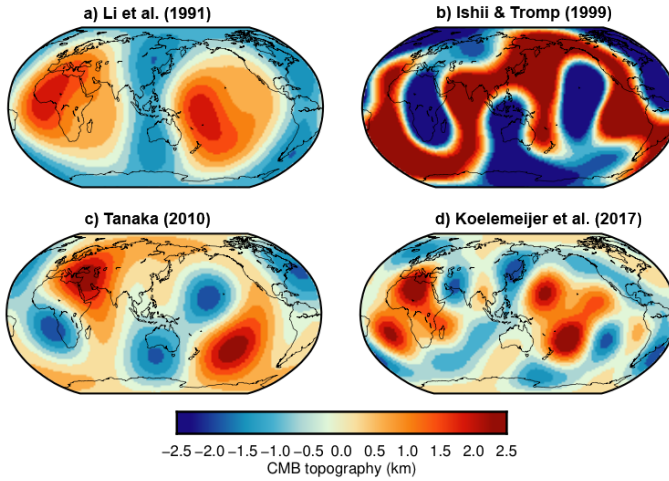 a) Li et al. (1991)
b) Ishii & Tromp (1999)
c) Tanaka (2010)
d) Koelemeijer et al. (2017)
−2.5 −2.0 −1.5 −1.0 −0.5 0.0 0.5 1.0 1.5 2.0 2.5
CMB topography (km)